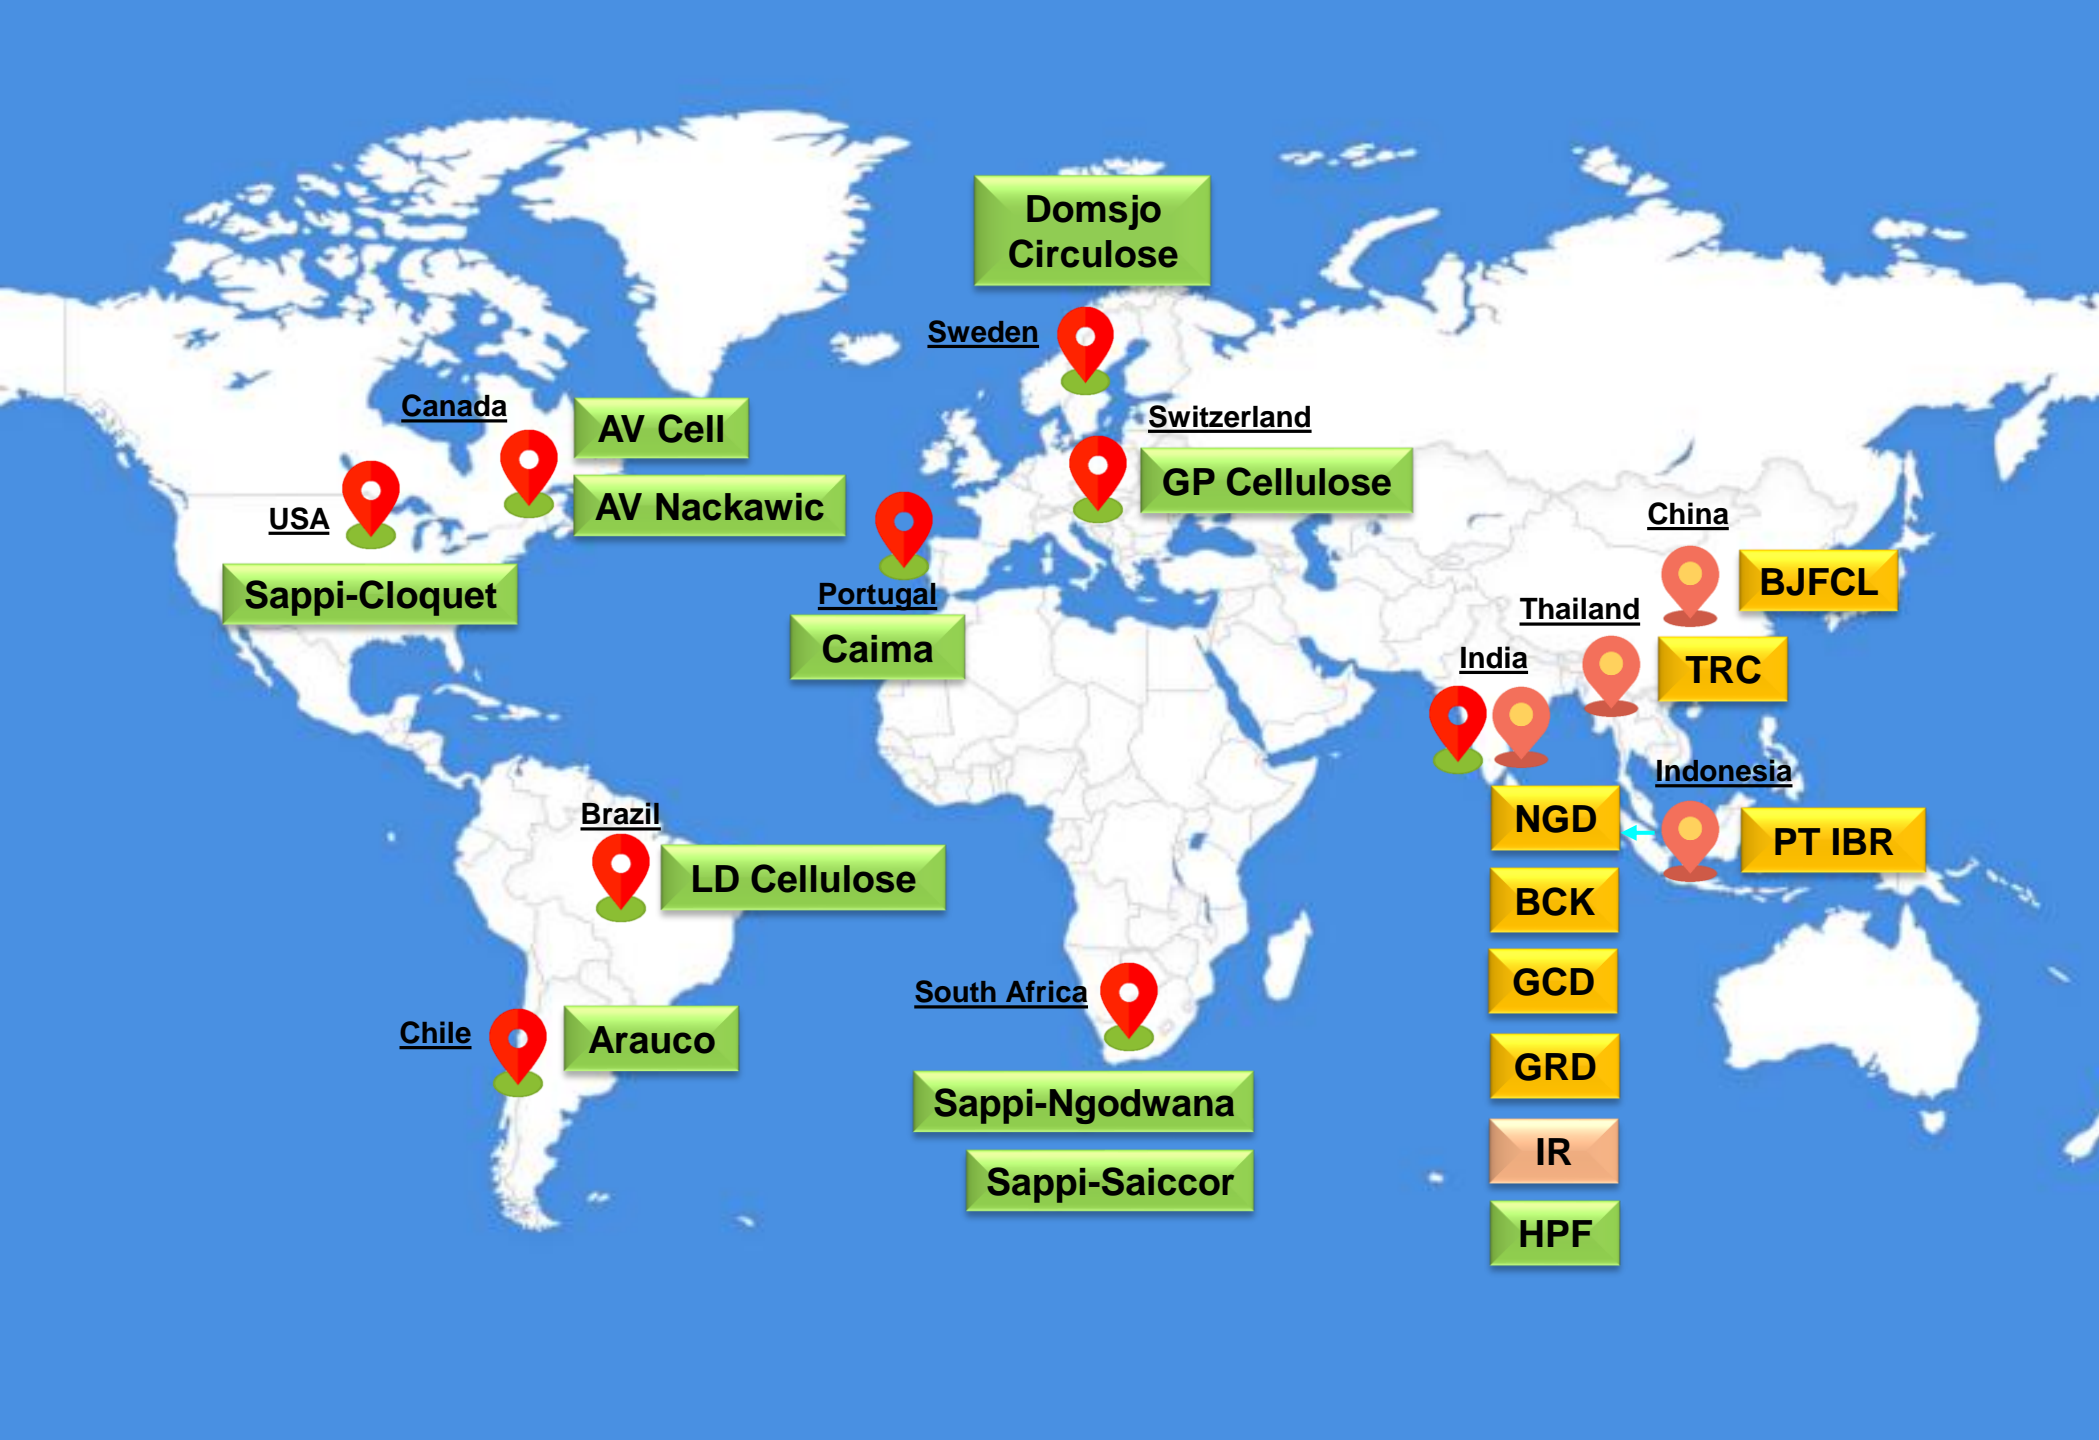 Domsjo
Circulose
Sweden
Canada
AV Cell
Switzerland
GP Cellulose
AV Nackawic
USA
China
Sappi-Cloquet
Portugal
Caima
BJFCL
Thailand
TRC
India
Indonesia
Brazil
NGD
PT IBR
LD Cellulose
BCK
South Africa
GCD
Chile
Arauco
GRD
Sappi-Ngodwana
IR
Sappi-Saiccor
HPF